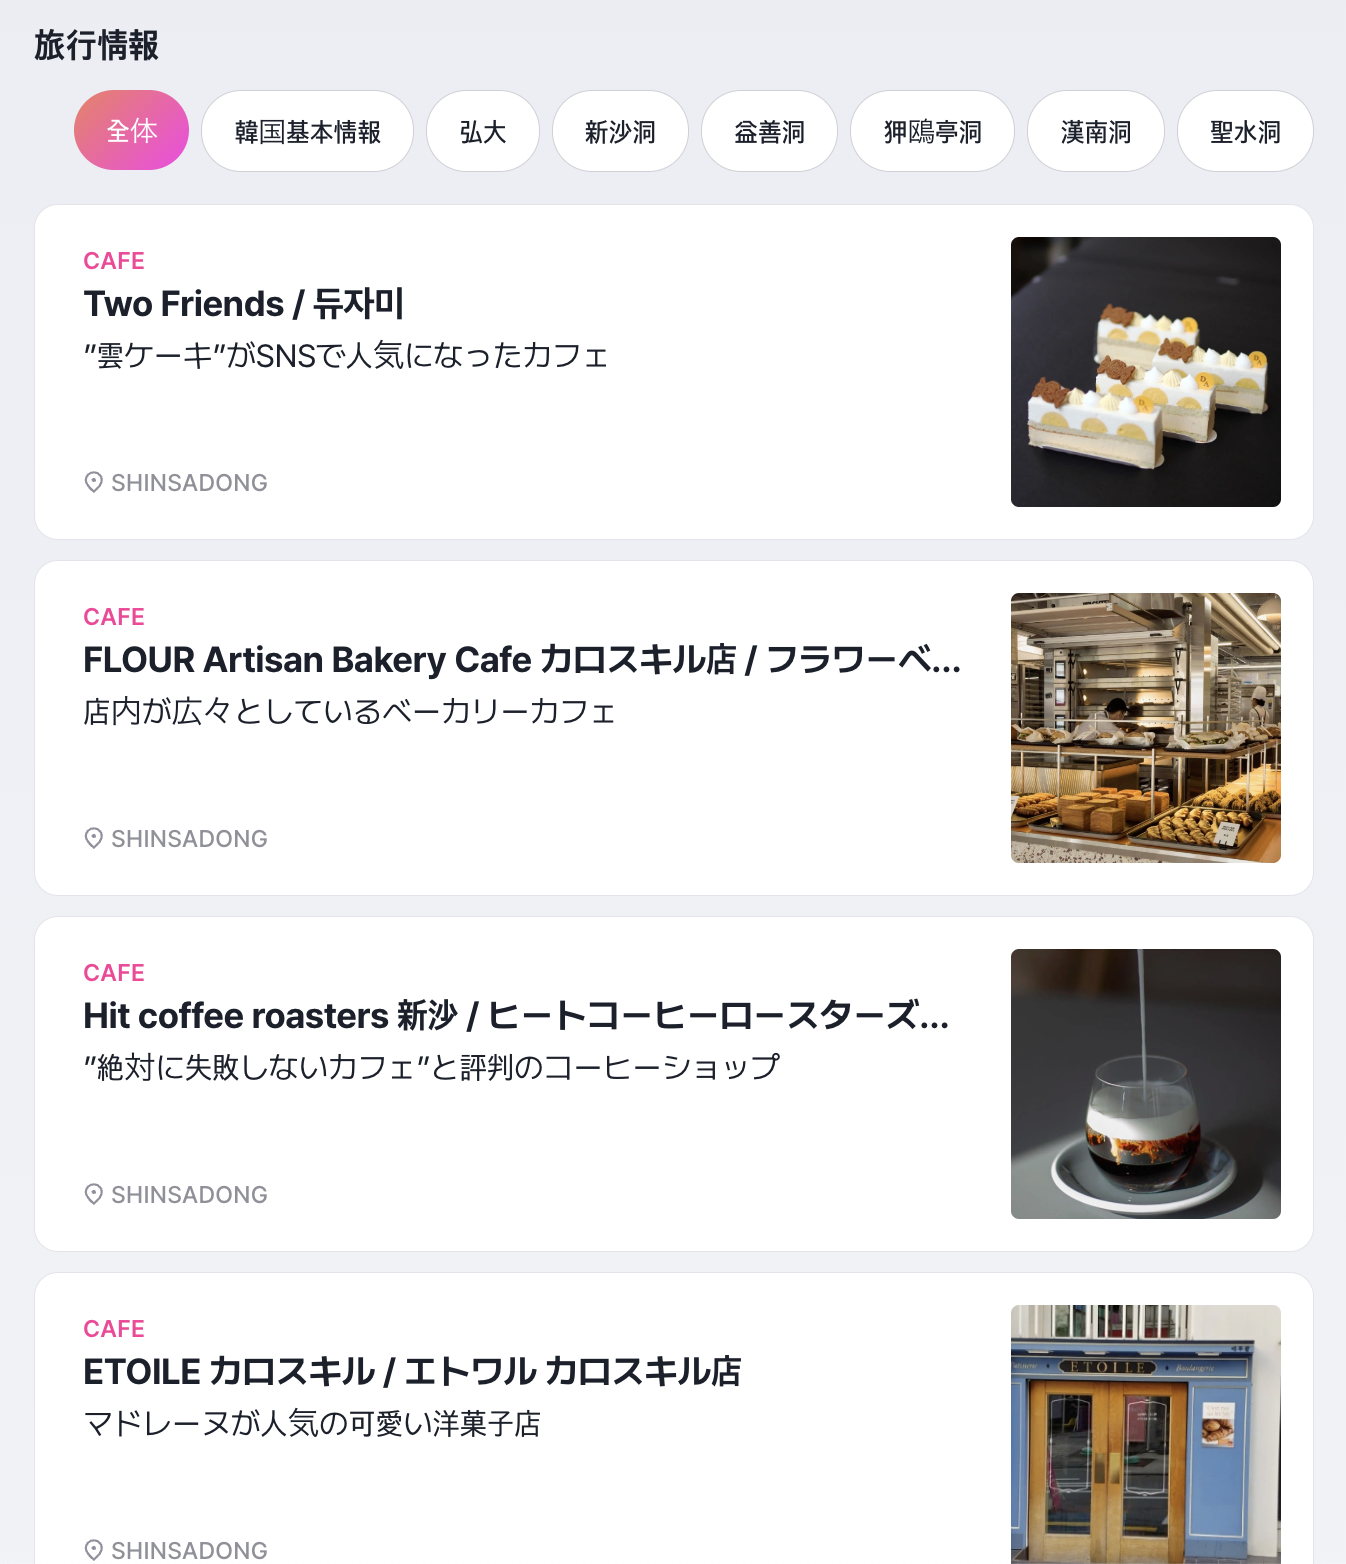 旅行情報
全体
韓国基本情報
弘大
新沙洞
益善洞
狎鴎亭洞
漢南洞
聖水洞
CAFE
Two Friends / 듀자미
”雲ケーキ”がSNSで人気になったカフェ
SHINSADONG
CAFE
FLOUR Artisan Bakery Cafe カロスキル店 / フラワーベ...
店内が広々としているベーカリーカフェ
SHINSADONG
CAFE
Hit coffee roasters 新沙 / ヒートコーヒーロースターズ...
”絶対に失敗しないカフェ”と評判のコーヒーショップ
SHINSADONG
CAFE
ETOILE カロスキル / エトワル カロスキル店
マドレーヌが人気の可愛い洋菓子店
ETOILE
Boulangerie
SHINSADONG